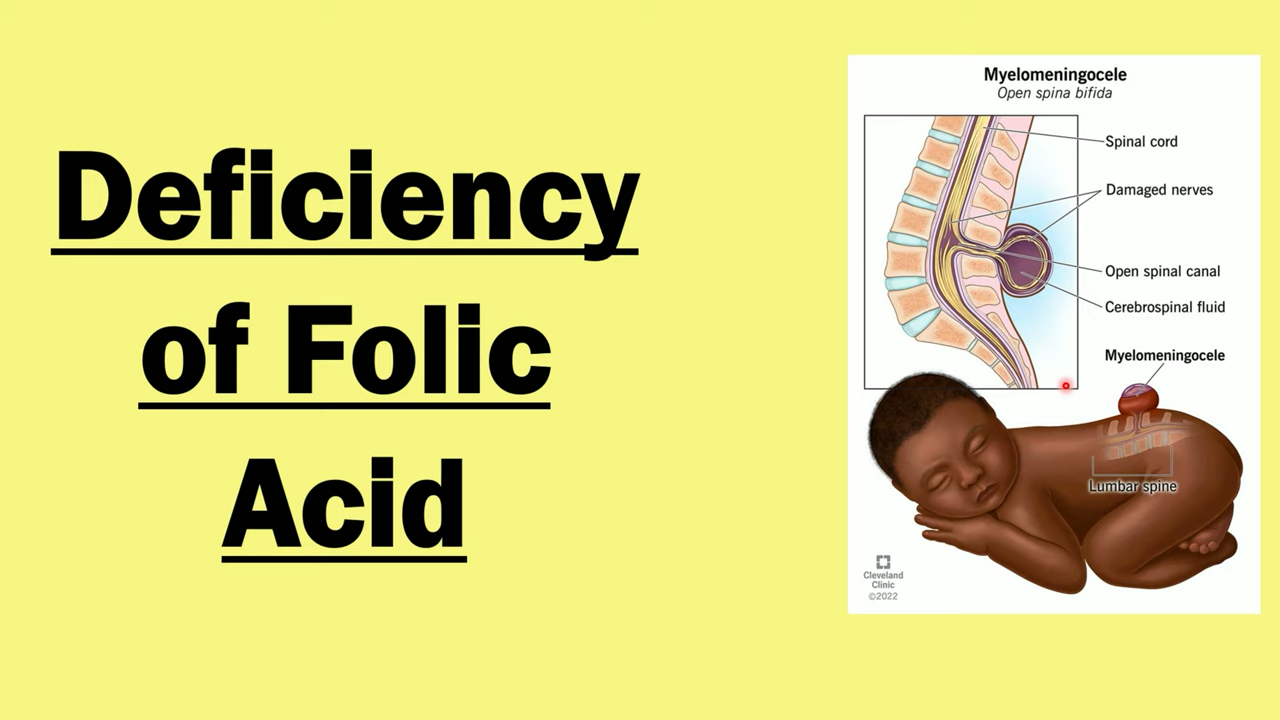 Deficiency
of Folic
Acid
Myelomeningocele
Open spina bifida
Spinal cord
Damaged nerves
Open spinal canal
Cerebrospinal fluid
Myelomeningocele
Lumbar spine
Cleveland
Clinic
©2022